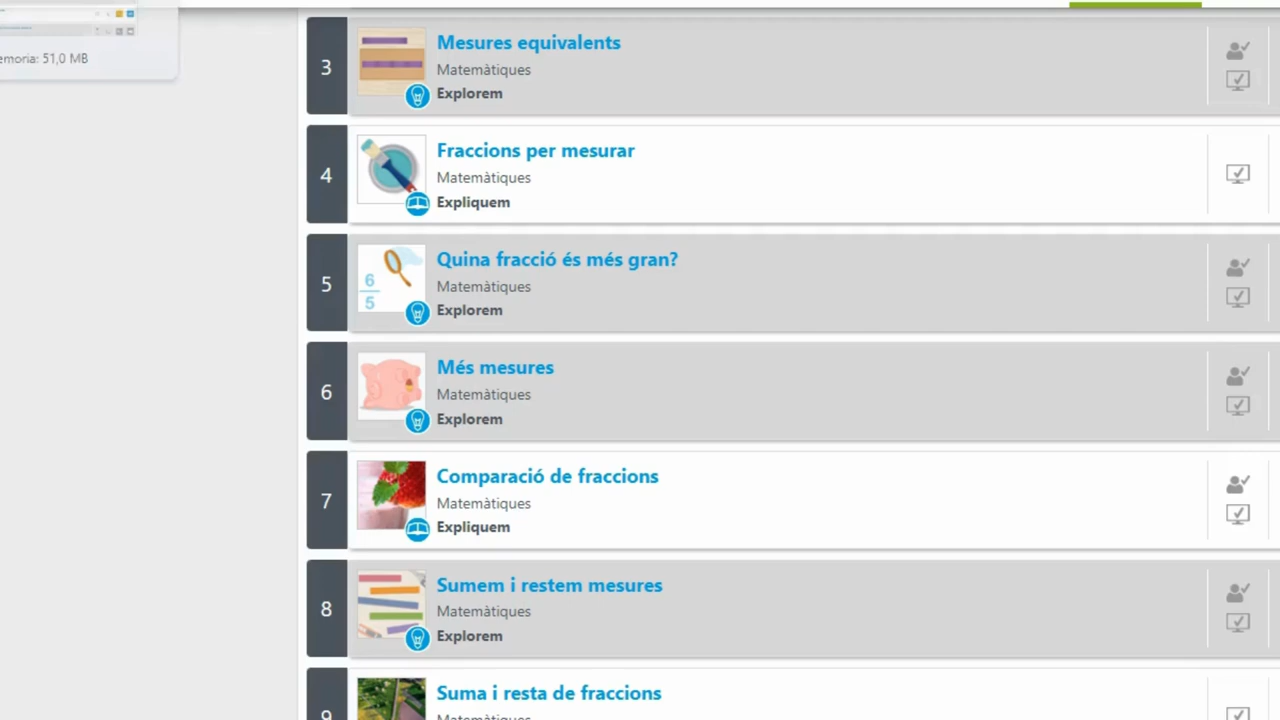 emoria: 51,0 MB
3
Mesures equivalents
Matemàtiques
Explorem
4
Fraccions per mesurar
Matemàtiques
Expliquem
5
6
5
Quina fracció és més gran?
Matemàtiques
Explorem
6
Més mesures
Matemàtiques
Explorem
7
Comparació de fraccions
Matemàtiques
Expliquem
8
Sumem i restem mesures
Matemàtiques
Explorem
9
Suma i resta de fraccions
Matemàtiques